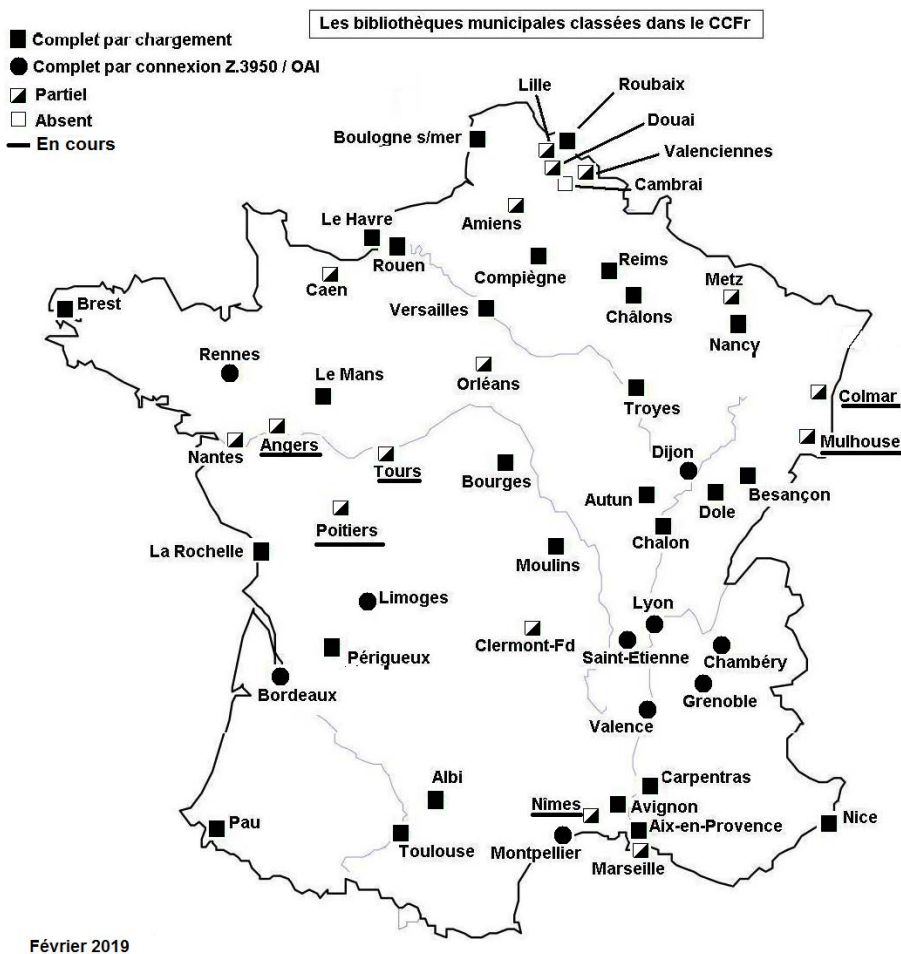 Les bibliothèques municipales classées dans le CCFr
Complet par chargement
Complet par connexion Z.3950 / OAI
Partiel
Absent
En cours
Lille
Roubaix
Douai
Boulogne s/mer
Valenciennes
Cambrai
Amiens
Le Havre
Rouen
Compiègne
Reims
Metz
Caen
Brest
Versailles
Châlons
Nancy
Rennes
Le Mans
Orléans
Troyes
Colmar
Nantes
Angers
Mulhouse
Tours
Dijon
Bourges
Autun
Dole
Besançon
Poitiers
Chalon
La Rochelle
Moulins
Limoges
Lyon
Clermont-Fd
Saint-Etienne
Chambéry
Périgueux
Bordeaux
Grenoble
Valence
Albi
Carpentras
Nîmes
Avignon
Pau
Toulouse
Montpellier
Aix-en-Provence
Nice
Marseille
Février 2019